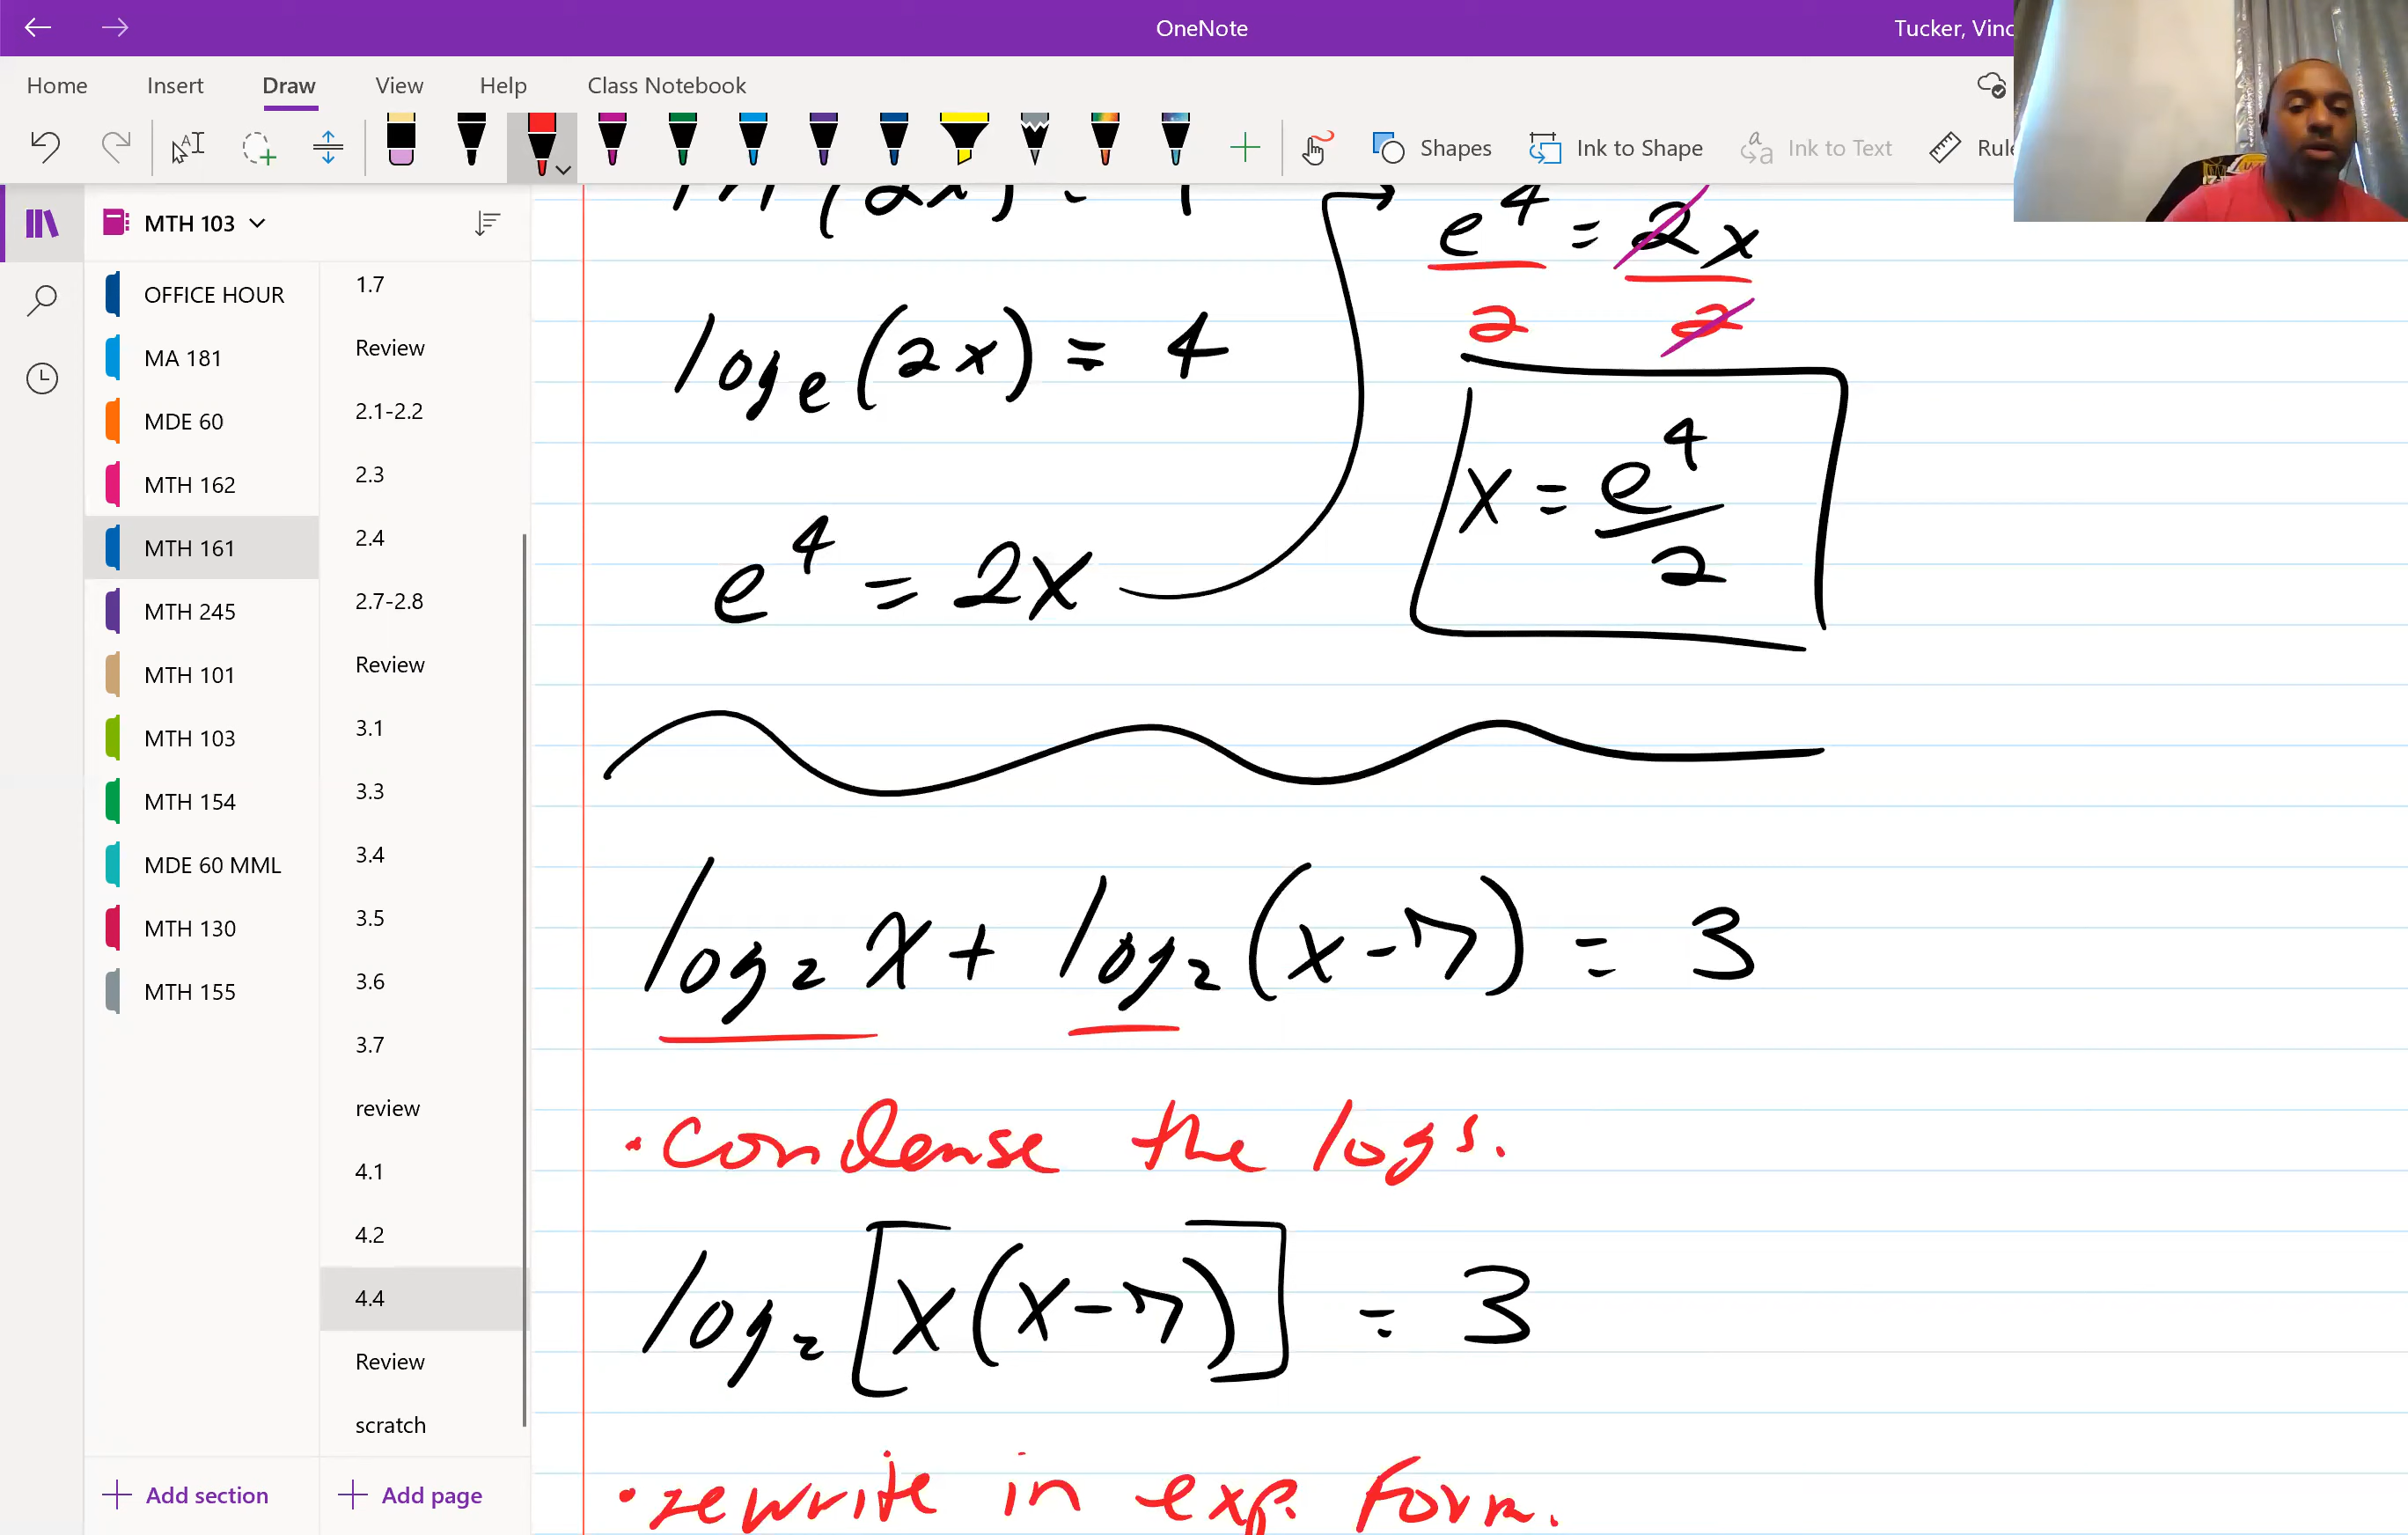 OneNote
Tucker, Vinc
Home Insert Draw View Help Class Notebook
Shapes Ink to Shape Ink to Text Rule
MTH 103
OFFICE HOUR
MA 181
MDE 60
MTH 162
MTH 161
MTH 245
MTH 101
MTH 103
MTH 154
MDE 60 MML
MTH 130
MTH 155
Add section
1.7
Review
2.1-2.2
2.3
2.4
2.7-2.8
Review
3.1
3.3
3.4
3.5
3.6
3.7
review
4.1
4.2
4.4
Review
scratch
Add page
logₑ(2x) = 4
e⁴ = 2x
e⁴ = 2x
2 2
x = e⁴/2
log₂ x + log₂ (x-7) = 3
• condense the logs.
log₂ [x(x-7)] = 3
• rewrite in exp. form.